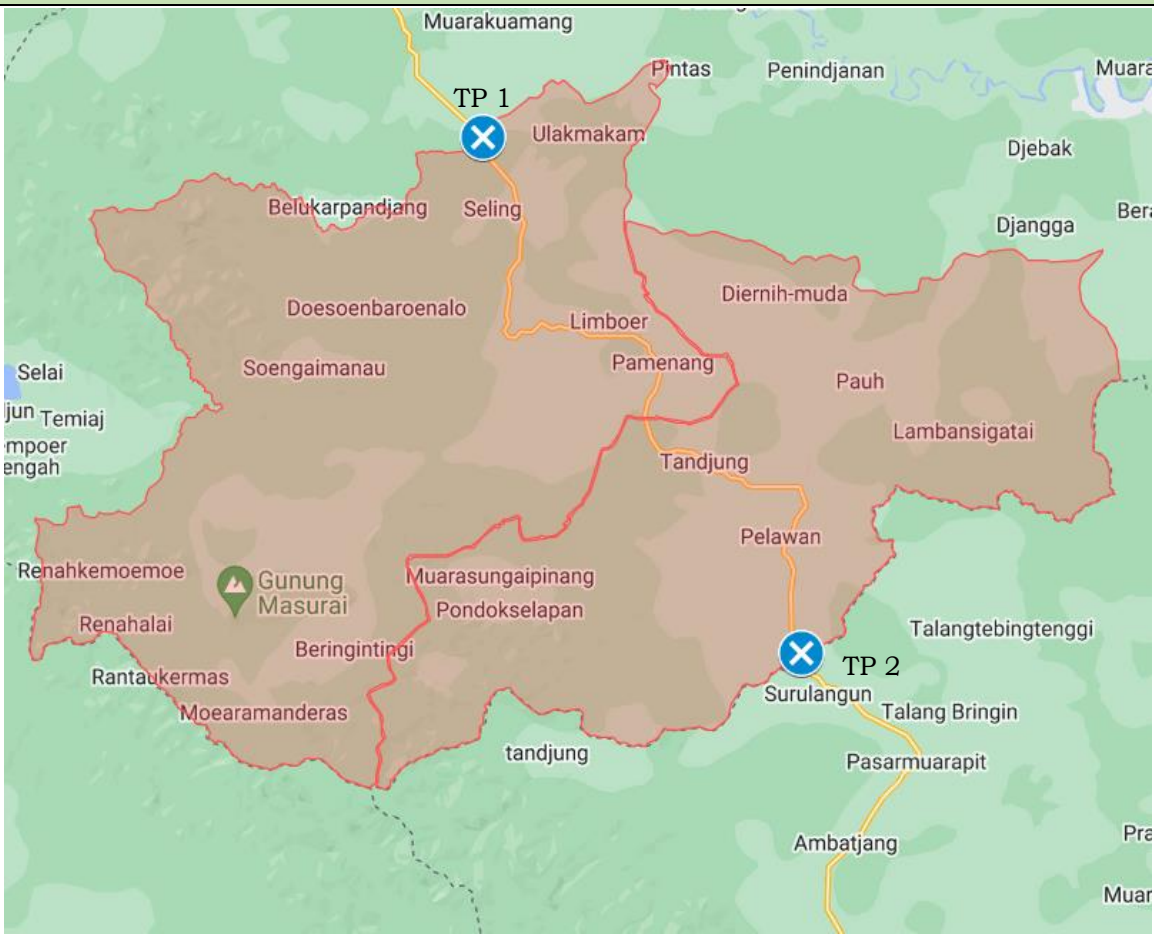 Muarakuamang
Pintas
Penindjanan
Muara
TP 1
Ulakmakam
Djebak
Belukarpandjang
Seling
Djangga
Bera
Diernih-muda
Doesoenbaroenalo
Limboer
Soengaimanau
Pamenang
Selai
Pauh
ijun
Temiaj
Lambansigatai
empoer
engah
Tandjung
Pelawan
Renahkemoemoe
Gunung
Masurai
Muarasungaipinang
Pondokselapan
Renahalai
Talangtebingtenggi
Beringintingi
TP 2
Rantaukermas
Surulangun
Moearamanderas
Talang Bringin
tandjung
Pasarmuarapit
Ambatjang
Pra
Muar